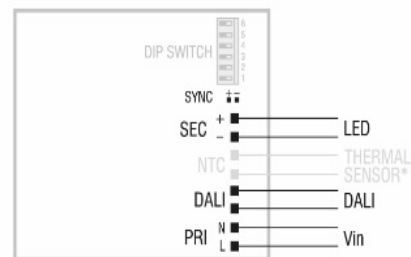 DIP SWITCH
6
5
4
3
2
1
SYNC + -
SEC + - LED
NTC THERMAL SENSOR*
DALI DALI
PRI N L Vin